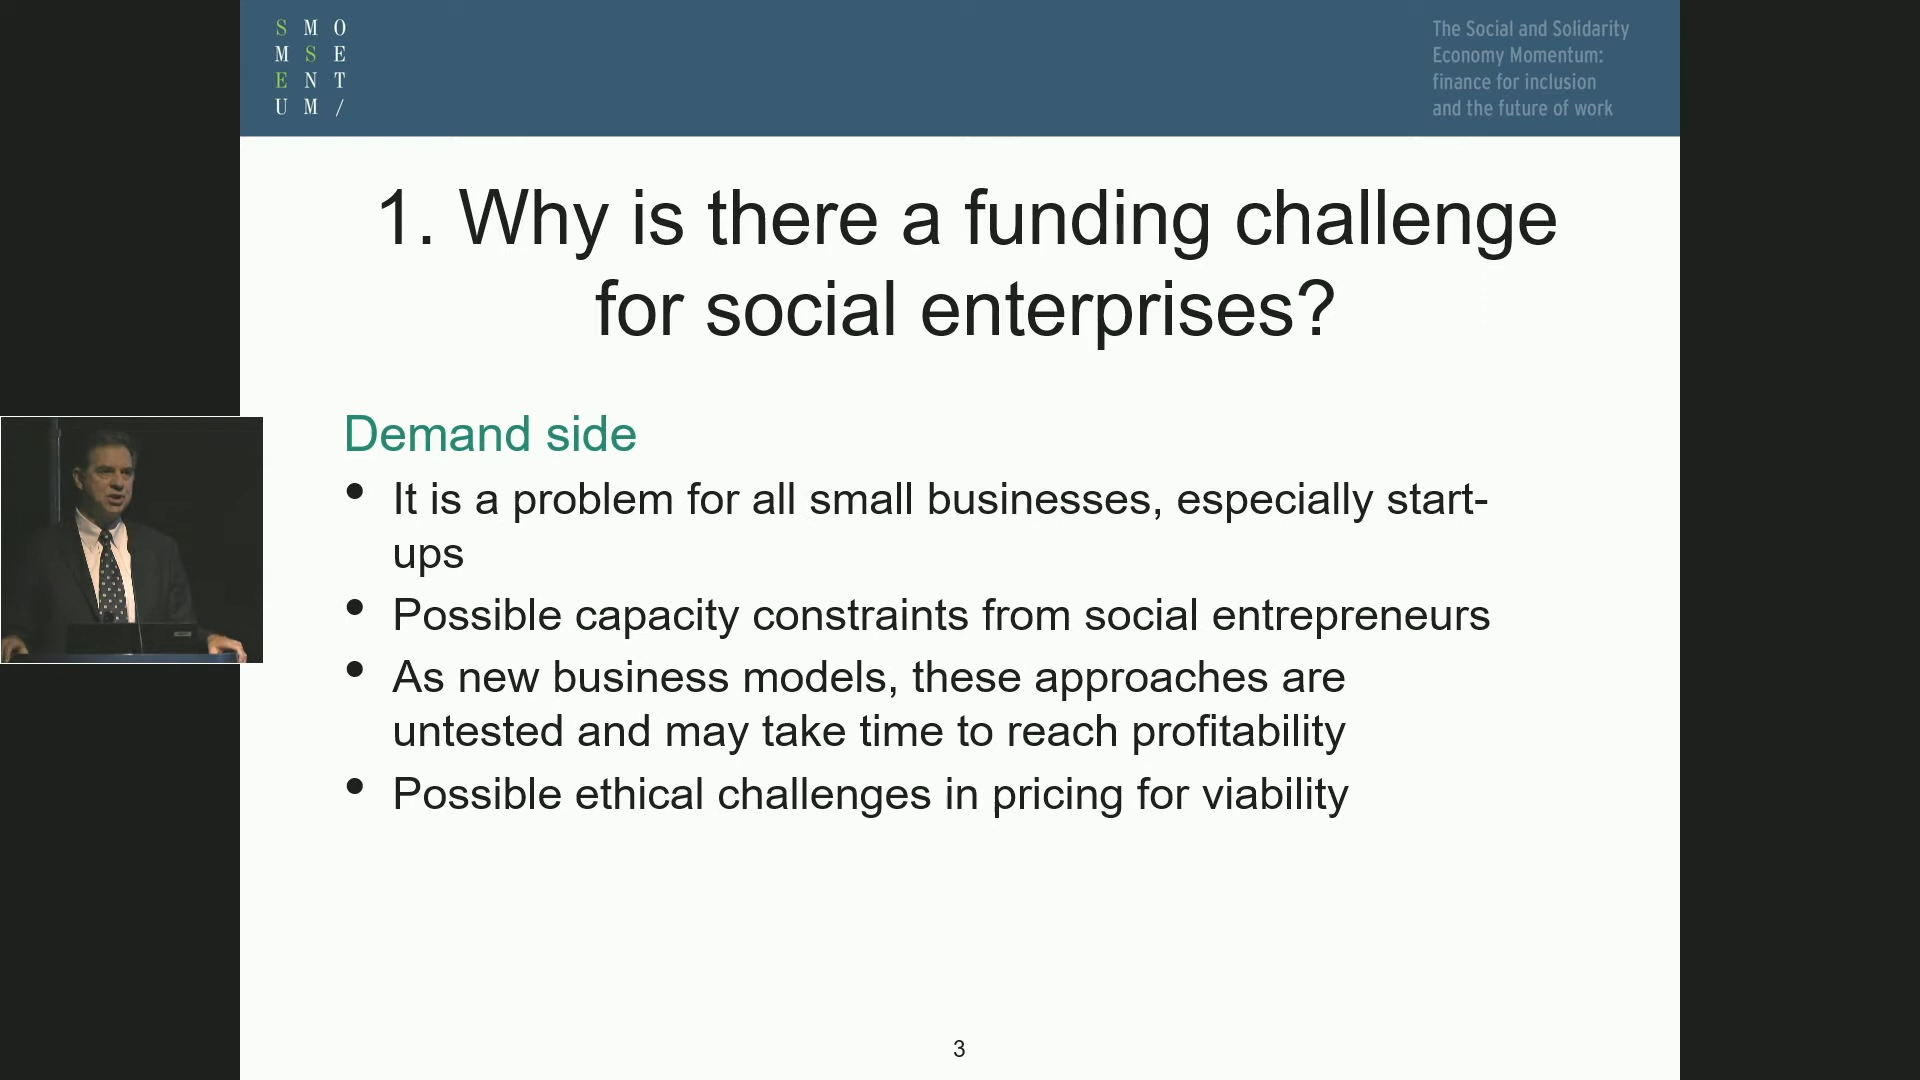 S M O
M S E
E N T
U M /
The Social and Solidarity
Economy Momentum:
finance for inclusion
and the future of work
1. Why is there a funding challenge
for social enterprises?
Demand side
• It is a problem for all small businesses, especially start-
ups
• Possible capacity constraints from social entrepreneurs
• As new business models, these approaches are
untested and may take time to reach profitability
• Possible ethical challenges in pricing for viability
3